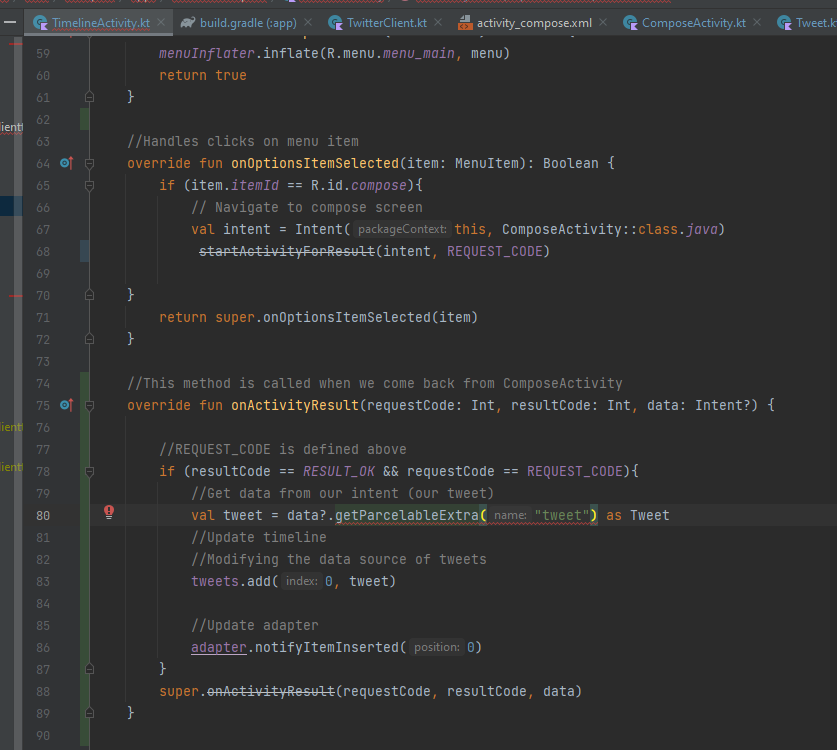 TimelineActivity.kt build.gradle (:app) TwitterClient.kt activity_compose.xml ComposeActivity.kt Tweet.k
59 menuInflater.inflate(R.menu.menu_main, menu)
60 return true
61 }
62
63 //Handles clicks on menu item
64 override fun onOptionsItemSelected(item: MenuItem): Boolean {
65 if (item.itemId == R.id.compose){
66 // Navigate to compose screen
67 val intent = Intent( packageContext: this, ComposeActivity::class.java)
68 startActivityForResult(intent, REQUEST_CODE)
69
70 }
71 return super.onOptionsItemSelected(item)
72 }
73
74 //This method is called when we come back from ComposeActivity
75 override fun onActivityResult(requestCode: Int, resultCode: Int, data: Intent?) {
76
77 //REQUEST_CODE is defined above
78 if (resultCode == RESULT_OK && requestCode == REQUEST_CODE){
79 //Get data from our intent (our tweet)
80 val tweet = data?.getParcelableExtra( name: "tweet") as Tweet
81 //Update timeline
82 //Modifying the data source of tweets
83 tweets.add( index: 0, tweet)
84
85 //Update adapter
86 adapter.notifyItemInserted( position: 0)
87 }
88 super.onActivityResult(requestCode, resultCode, data)
89 }
90